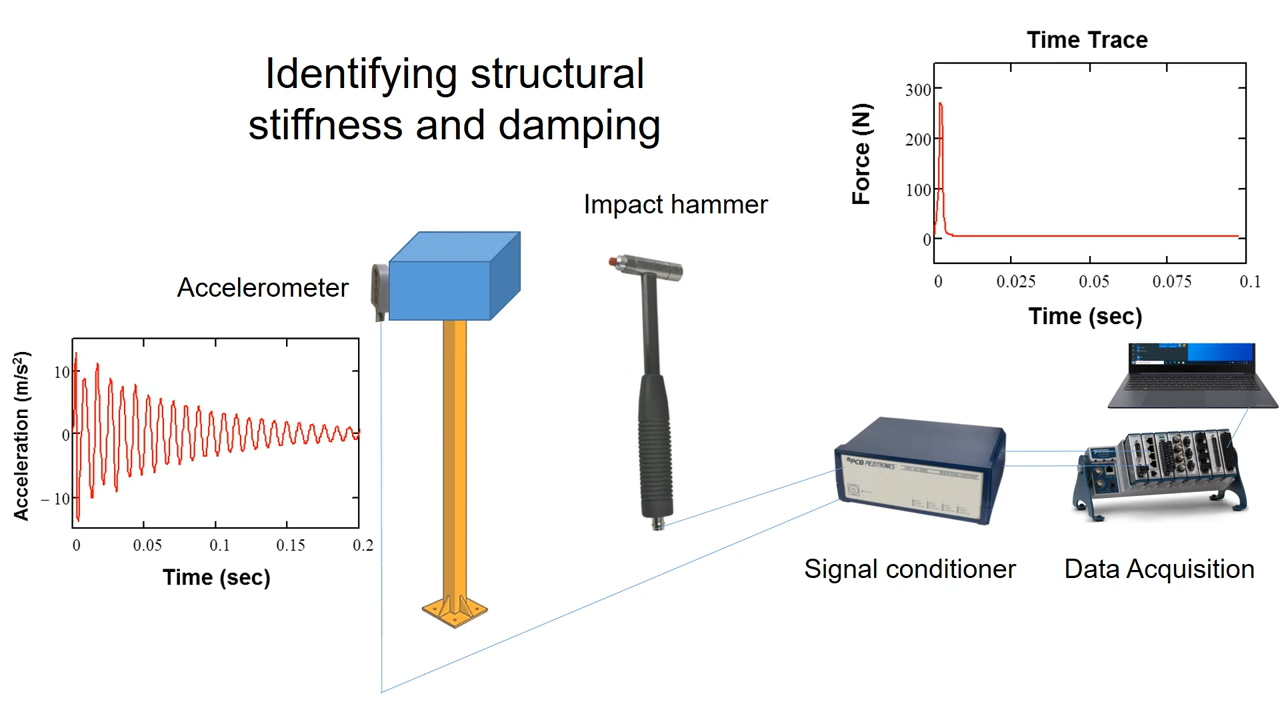 Identifying structural
stiffness and damping
Time Trace
Force (N)
300
200
100
0
0
0.025
0.05
0.075
0.1
Time (sec)
Impact hammer
Accelerometer
Acceleration (m/s²)
10
0
− 10
0
0.05
0.1
0.15
0.2
Time (sec)
PCB PIEZOTRONICS
Signal conditioner
Data Acquisition